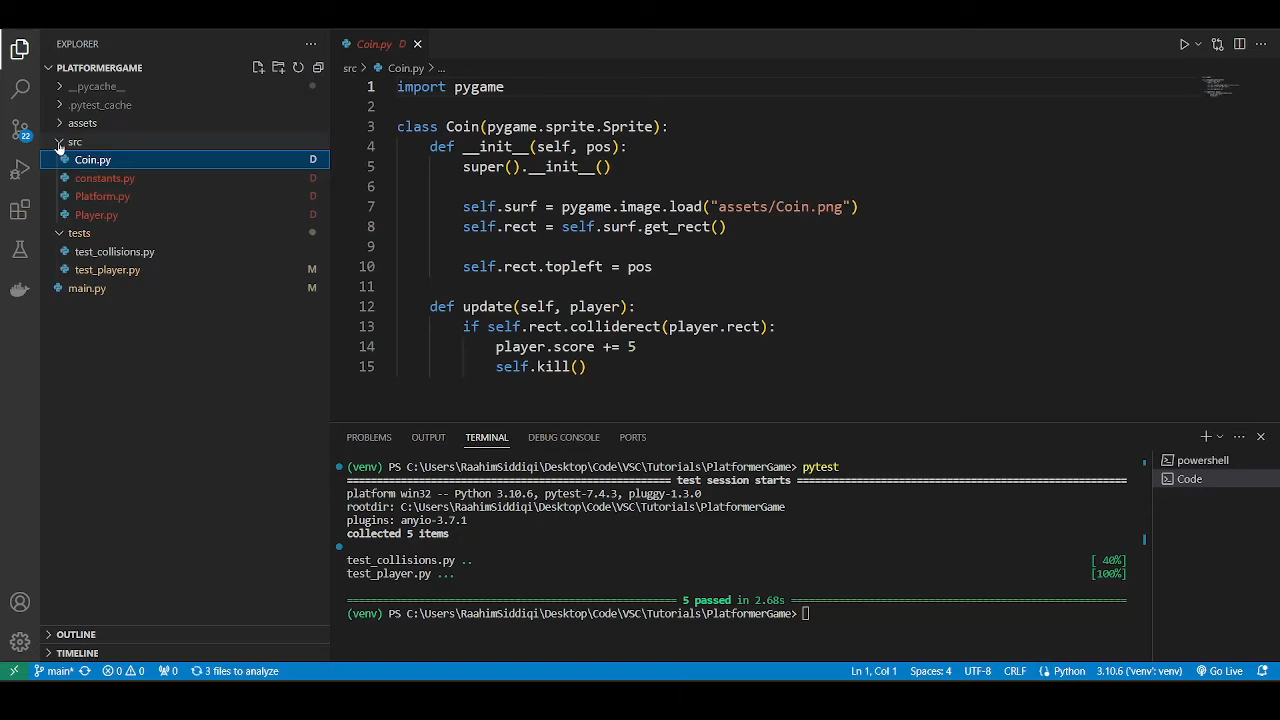 EXPLORER
PLATFORMERGAME
__pycache__
.pytest_cache
assets
src
Coin.py D
constants.py D
Platform.py D
Player.py D
tests
test_collisions.py
test_player.py M
main.py M
OUTLINE
TIMELINE
22
Coin.py D
src > Coin.py > ...
1 import pygame
2
3 class Coin(pygame.sprite.Sprite):
4 def __init__(self, pos):
5 super().__init__()
6
7 self.surf = pygame.image.load("assets/Coin.png")
8 self.rect = self.surf.get_rect()
9
10 self.rect.topleft = pos
11
12 def update(self, player):
13 if self.rect.colliderect(player.rect):
14 player.score += 5
15 self.kill()
PROBLEMS OUTPUT TERMINAL DEBUG CONSOLE PORTS
(venv) PS C:\Users\RaahimSiddiqi\Desktop\Code\VSC\Tutorials\PlatformerGame> pytest
test session starts
platform win32 -- Python 3.10.6, pytest-7.4.3, pluggy-1.3.0
rootdir: C:\Users\RaahimSiddiqi\Desktop\Code\VSC\Tutorials\PlatformerGame
plugins: anyio-3.7.1
collected 5 items
test_collisions.py .. [ 40%]
test_player.py ... [100%]
5 passed in 2.68s
(venv) PS C:\Users\RaahimSiddiqi\Desktop\Code\VSC\Tutorials\PlatformerGame>
powershell
Code
main* 0 0 0 3 files to analyze Ln 1, Col 1 Spaces: 4 UTF-8 CRLF Python 3.10.6 ('venv': venv) Go Live